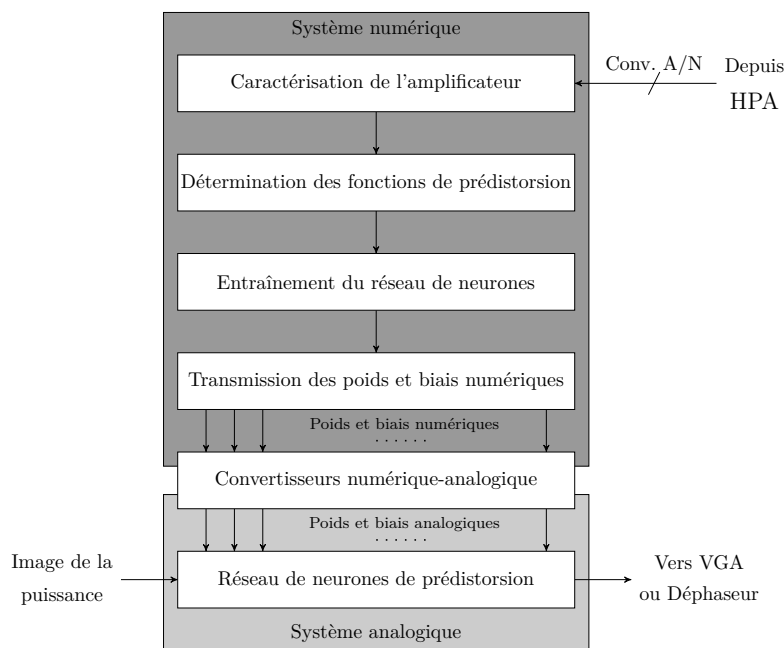 Système numérique
Caractérisation de l'amplificateur
Conv. A/N
Depuis
HPA
Détermination des fonctions de prédistorsion
Entraînement du réseau de neurones
Transmission des poids et biais numériques
Poids et biais numériques
. . . . . .
Convertisseurs numérique-analogique
Poids et biais analogiques
. . . . . .
Image de la
puissance
Réseau de neurones de prédistorsion
Vers VGA
ou Déphaseur
Système analogique